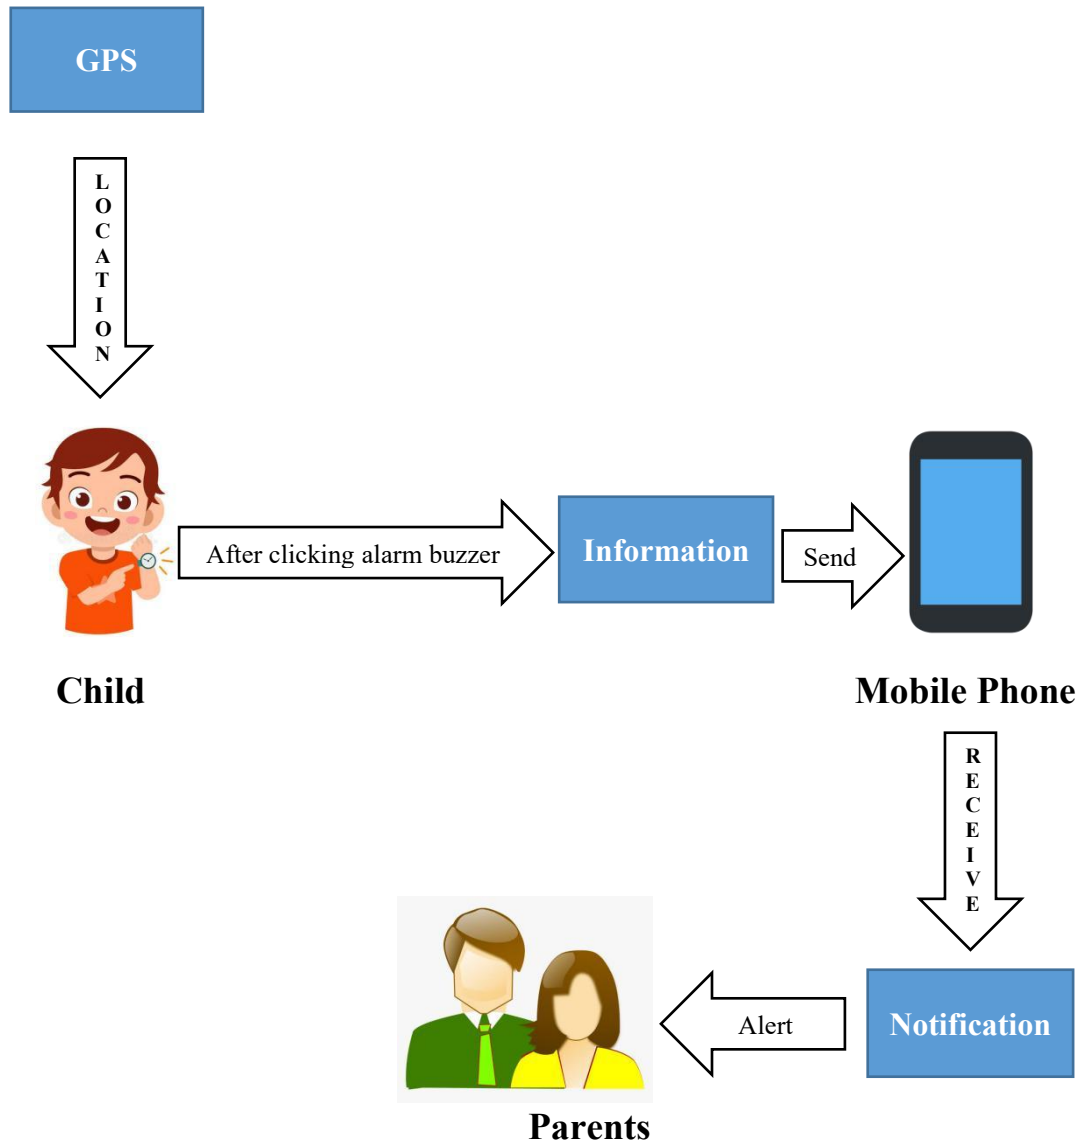 GPS
LOCATION
After clicking alarm buzzer
Information
Send
Child
Mobile Phone
RECEIVE
Alert
Notification
Parents